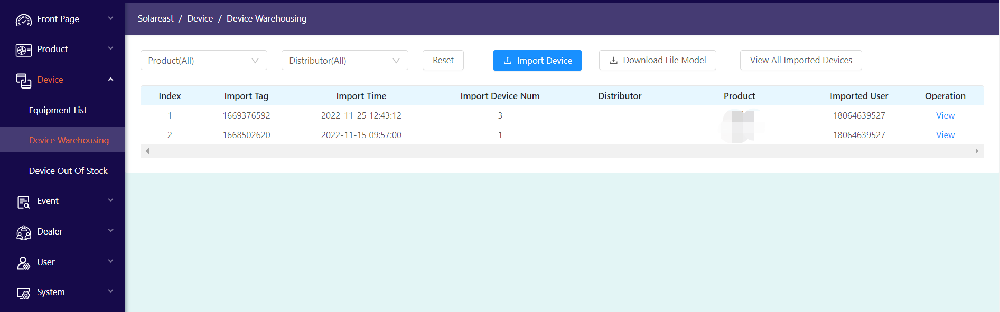 Front Page
Product
Device
Equipment List
Device Warehousing
Device Out Of Stock
Event
Dealer
User
System
Solareast / Device / Device Warehousing
Product(All) Distributor(All) Reset Import Device Download File Model View All Imported Devices
Index Import Tag Import Time Import Device Num Distributor Product Imported User Operation
1 1669376592 2022-11-25 12:43:12 3 18064639527 View
2 1668502620 2022-11-15 09:57:00 1 18064639527 View